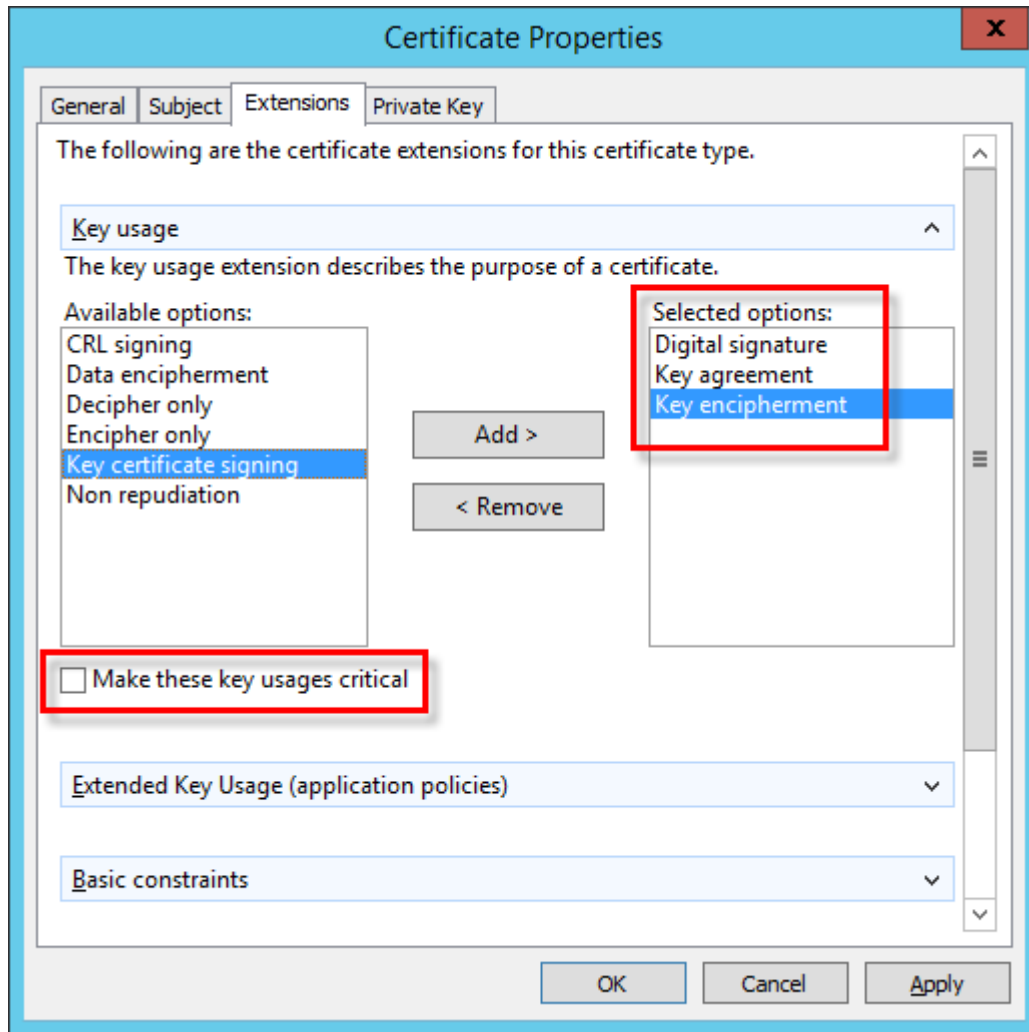 Certificate Properties
x
General Subject Extensions Private Key
The following are the certificate extensions for this certificate type.
Key usage
The key usage extension describes the purpose of a certificate.
Available options:
CRL signing
Data encipherment
Decipher only
Encipher only
Key certificate signing
Non repudiation
Add >
< Remove
Selected options:
Digital signature
Key agreement
Key encipherment
Make these key usages critical
Extended Key Usage (application policies)
Basic constraints
OK Cancel Apply